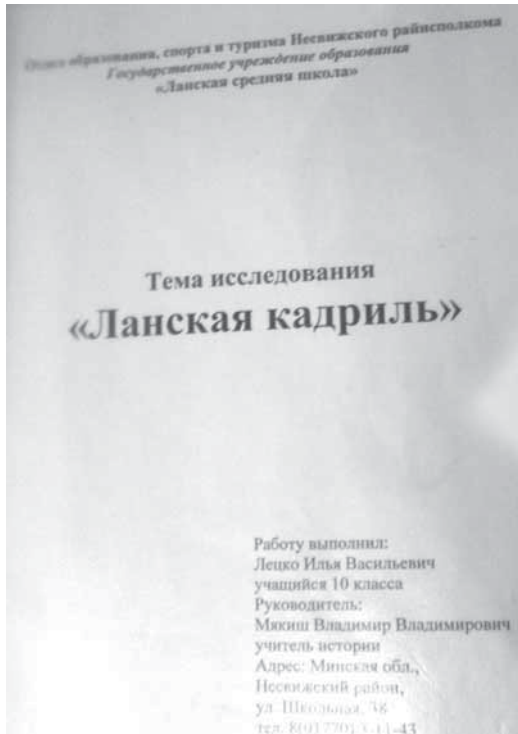 Отдел образования, спорта и туризма Несвижского райисполкома
Государственное учреждение образования
«Ланская средняя школа»
Тема исследования
«Ланская кадриль»
Работу выполнил:
Лецко Илья Васильевич
учащийся 10 класса
Руководитель:
Мякиш Владимир Владимирович
учитель истории
Адрес: Минская обл.,
Несвижский район,
ул. Школьная, 38
тел.